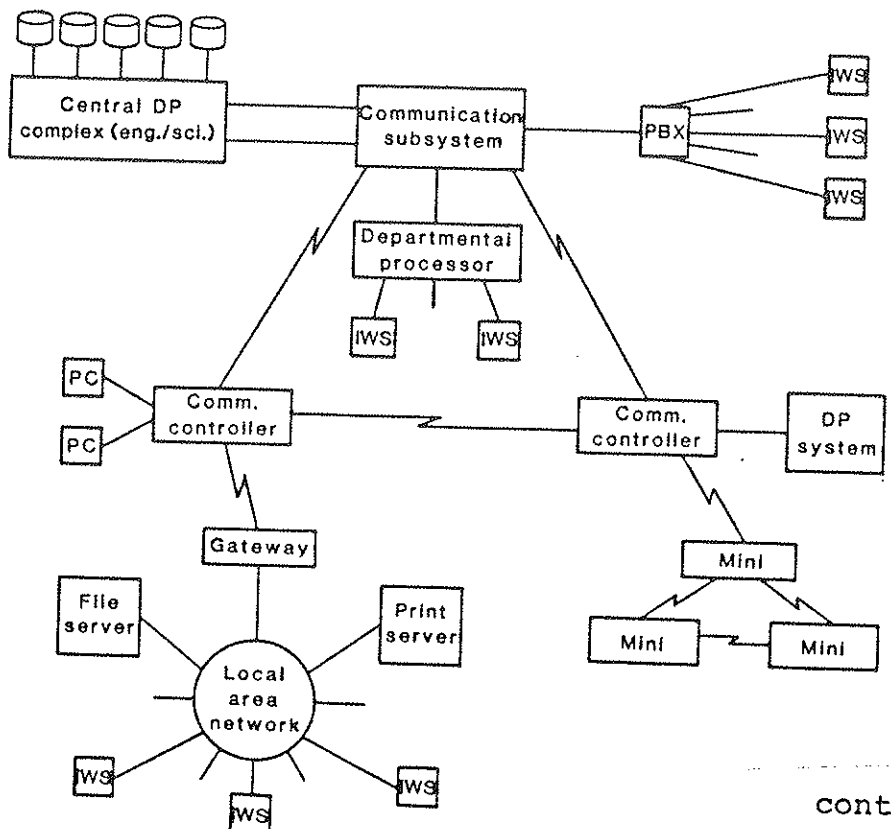 Central DP
complex (eng./sci.)
Communication
subsystem
PBX
IWS
IWS
IWS
Departmental
processor
IWS
IWS
PC
PC
Comm.
controller
Comm.
controller
DP
system
Gateway
Mini
Mini
Mini
File
server
Print
server
Local
area
network
IWS
IWS
IWS
cont